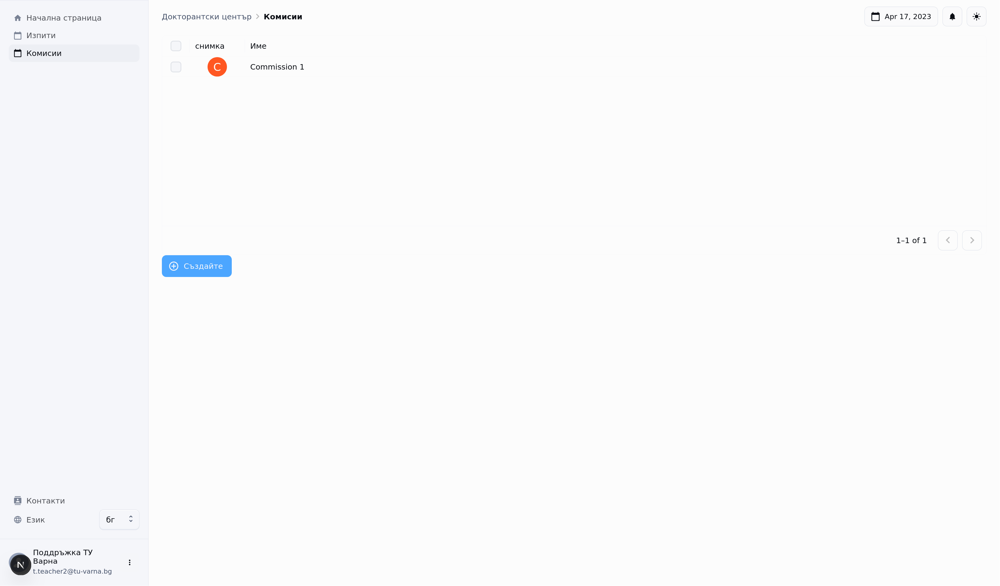 Начална страница
Изпити
Комисии
Контакти
Език
бг
Поддръжка ТУ
Варна
t.teacher2@tu-varna.bg
Докторантски център
Комисии
Apr 17, 2023
снимка
Име
C
Commission 1
1–1 of 1
Създайте
N